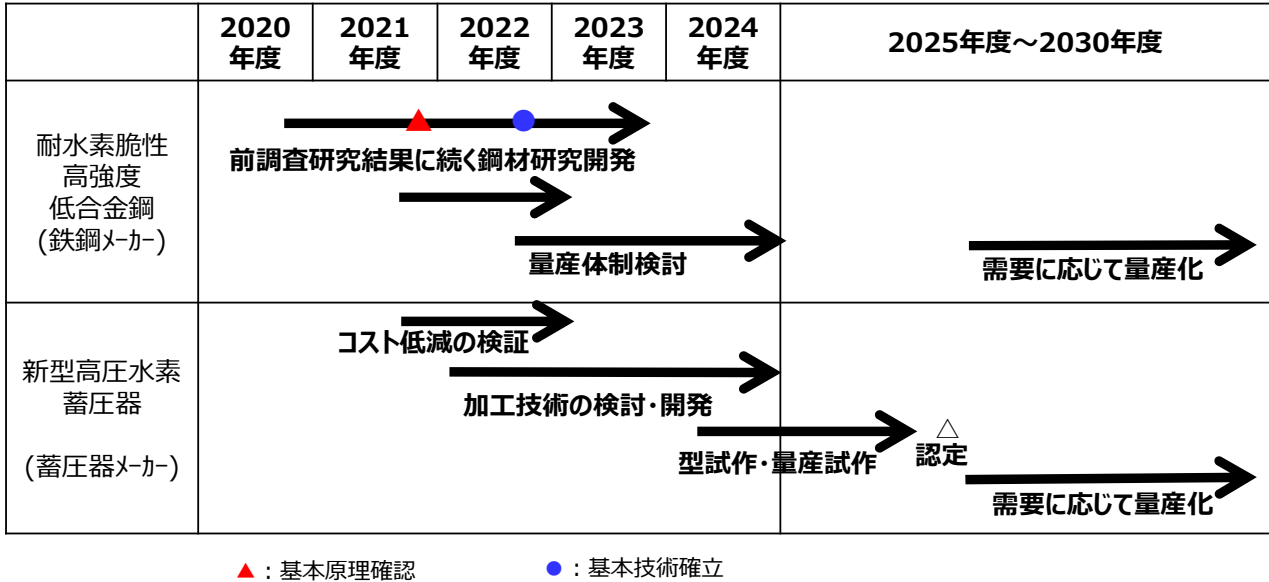 2020
年度
2021
年度
2022
年度
2023
年度
2024
年度
2025年度～2030年度
耐水素脆性
高強度
低合金鋼
(鉄鋼ﾒｰｶｰ)
前調査研究結果に続く鋼材研究開発
量産体制検討
需要に応じて量産化
新型高圧水素
蓄圧器
(蓄圧器ﾒｰｶｰ)
コスト低減の検証
加工技術の検討・開発
型試作・量産試作
△
認定
需要に応じて量産化
▲：基本原理確認
●：基本技術確立